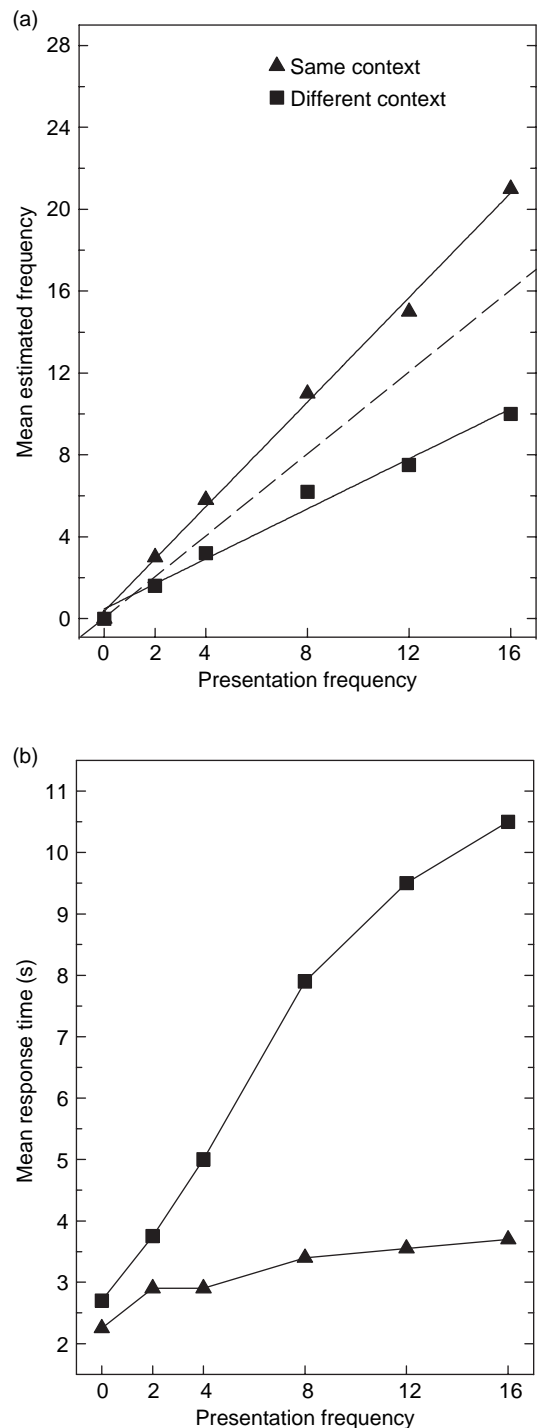 (a)
28
Same context
Different context
24
20
16
12
8
4
0
Mean estimated frequency
0 2 4 8 12 16
Presentation frequency
(b)
11
10
9
8
7
6
5
4
3
2
Mean response time (s)
0 2 4 8 12 16
Presentation frequency